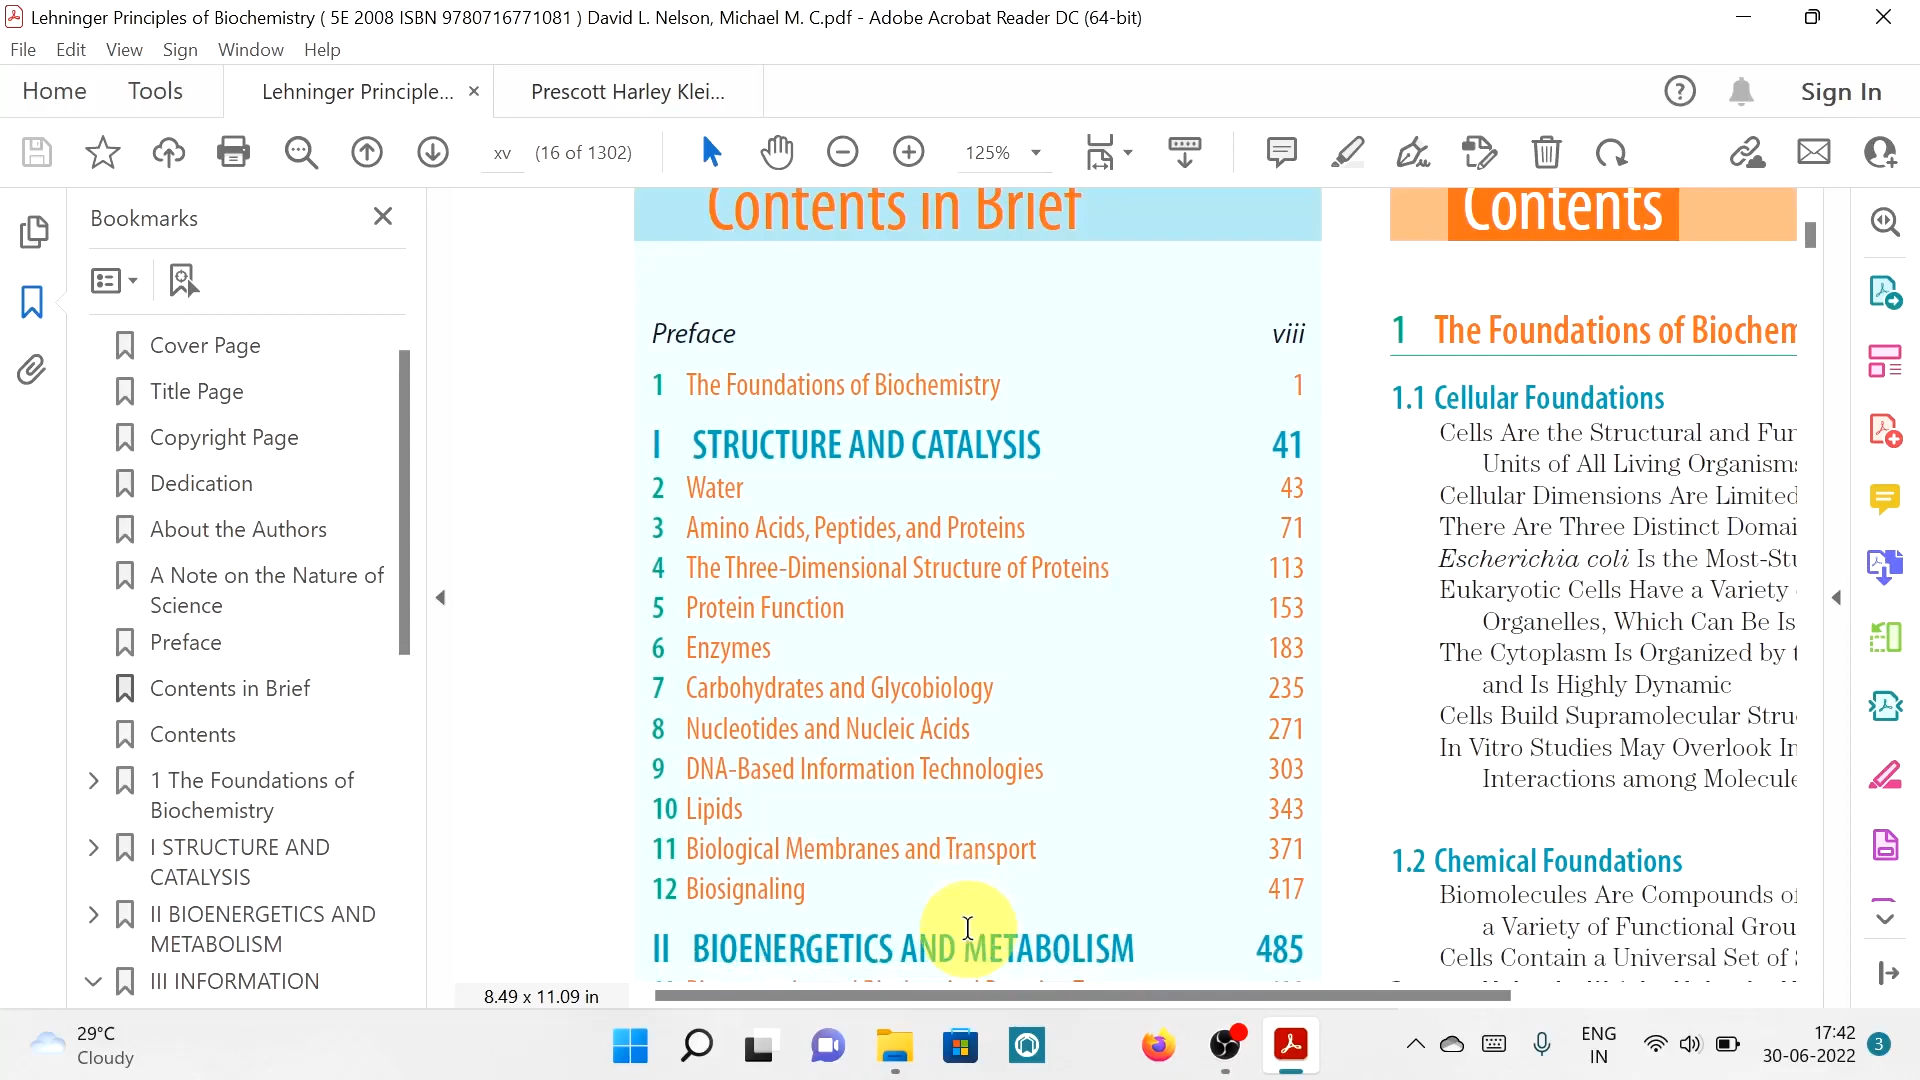 Lehninger Principles of Biochemistry ( 5E 2008 ISBN 9780716771081 ) David L. Nelson, Michael M. C.pdf - Adobe Acrobat Reader DC (64-bit)
File Edit View Sign Window Help
Home Tools Lehninger Principle... Prescott Harley Klei... Sign In
xv (16 of 1302) 125%
Bookmarks
Cover Page
Title Page
Copyright Page
Dedication
About the Authors
A Note on the Nature of
Science
Preface
Contents in Brief
Contents
1 The Foundations of
Biochemistry
I STRUCTURE AND
CATALYSIS
II BIOENERGETICS AND
METABOLISM
III INFORMATION
Contents in Brief
Preface viii
1 The Foundations of Biochemistry 1
I STRUCTURE AND CATALYSIS 41
2 Water 43
3 Amino Acids, Peptides, and Proteins 71
4 The Three-Dimensional Structure of Proteins 113
5 Protein Function 153
6 Enzymes 183
7 Carbohydrates and Glycobiology 235
8 Nucleotides and Nucleic Acids 271
9 DNA-Based Information Technologies 303
10 Lipids 343
11 Biological Membranes and Transport 371
12 Biosignaling 417
II BIOENERGETICS AND METABOLISM 485
Contents
1 The Foundations of Biochem
1.1 Cellular Foundations
Cells Are the Structural and Fun
Units of All Living Organisms
Cellular Dimensions Are Limited
There Are Three Distinct Domai
Escherichia coli Is the Most-Stu
Eukaryotic Cells Have a Variety
Organelles, Which Can Be Is
The Cytoplasm Is Organized by t
and Is Highly Dynamic
Cells Build Supramolecular Stru
In Vitro Studies May Overlook In
Interactions among Molecule
1.2 Chemical Foundations
Biomolecules Are Compounds of
a Variety of Functional Grou
Cells Contain a Universal Set of
8.49 x 11.09 in
29°C
Cloudy
ENG
IN
17:42
30-06-2022
3